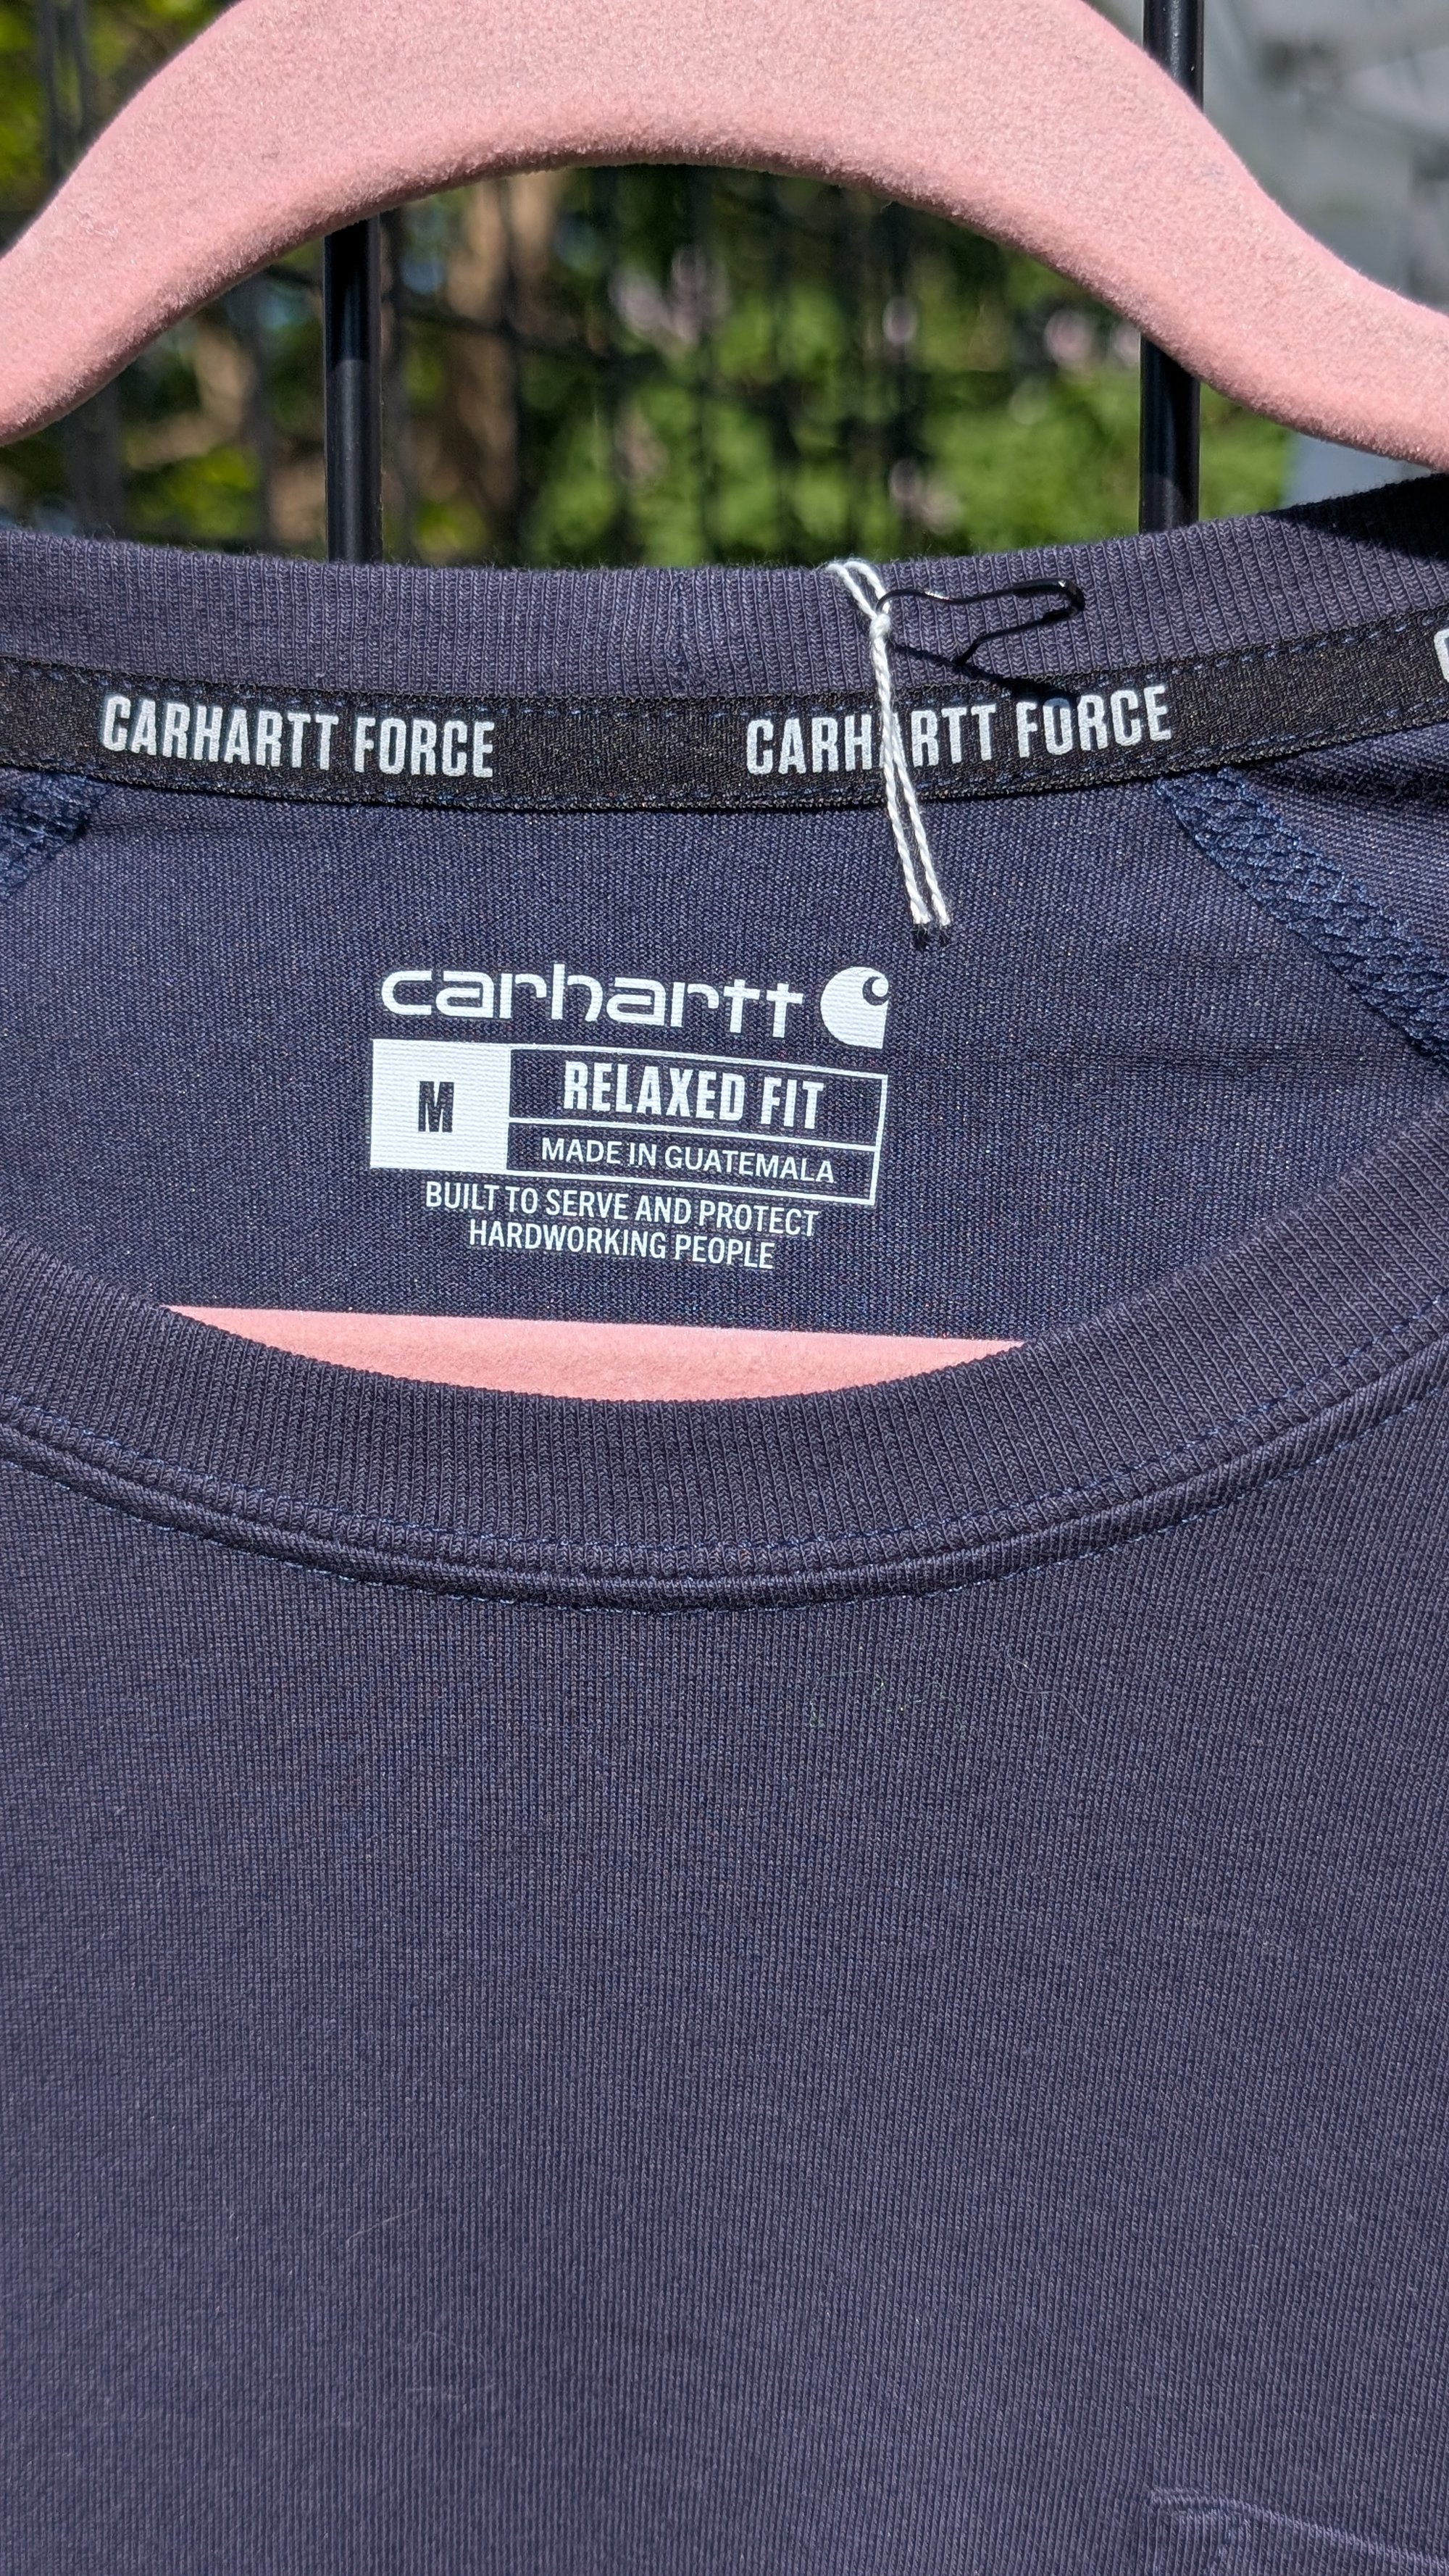 CARHARTT FORCE CARHARTT FORCE
carhartt
M RELAXED FIT
MADE IN GUATEMALA
BUILT TO SERVE AND PROTECT
HARDWORKING PEOPLE